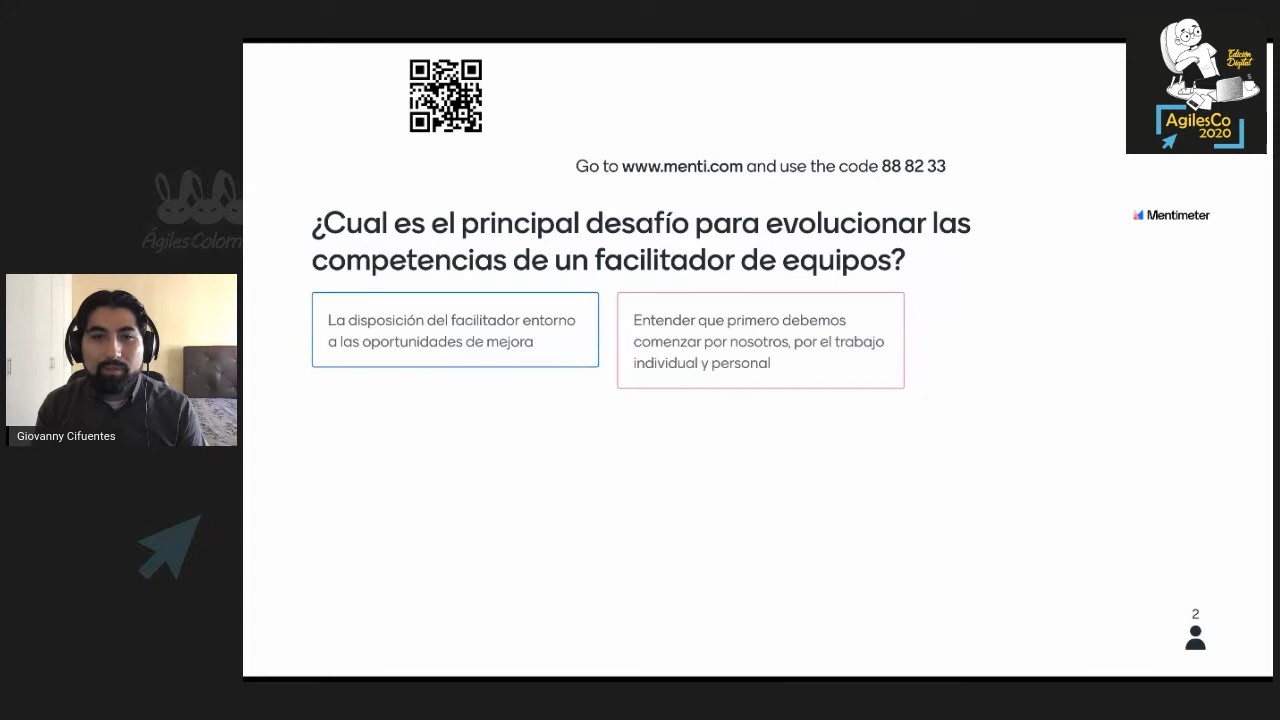 Edición
Digital
AgilesCo
2020
Go to www.menti.com and use the code 88 82 33
Mentimeter
¿Cual es el principal desafío para evolucionar las
competencias de un facilitador de equipos?
La disposición del facilitador entorno
a las oportunidades de mejora
Entender que primero debemos
comenzar por nosotros, por el trabajo
individual y personal
ÁgilesColom
Giovanny Cifuentes
2